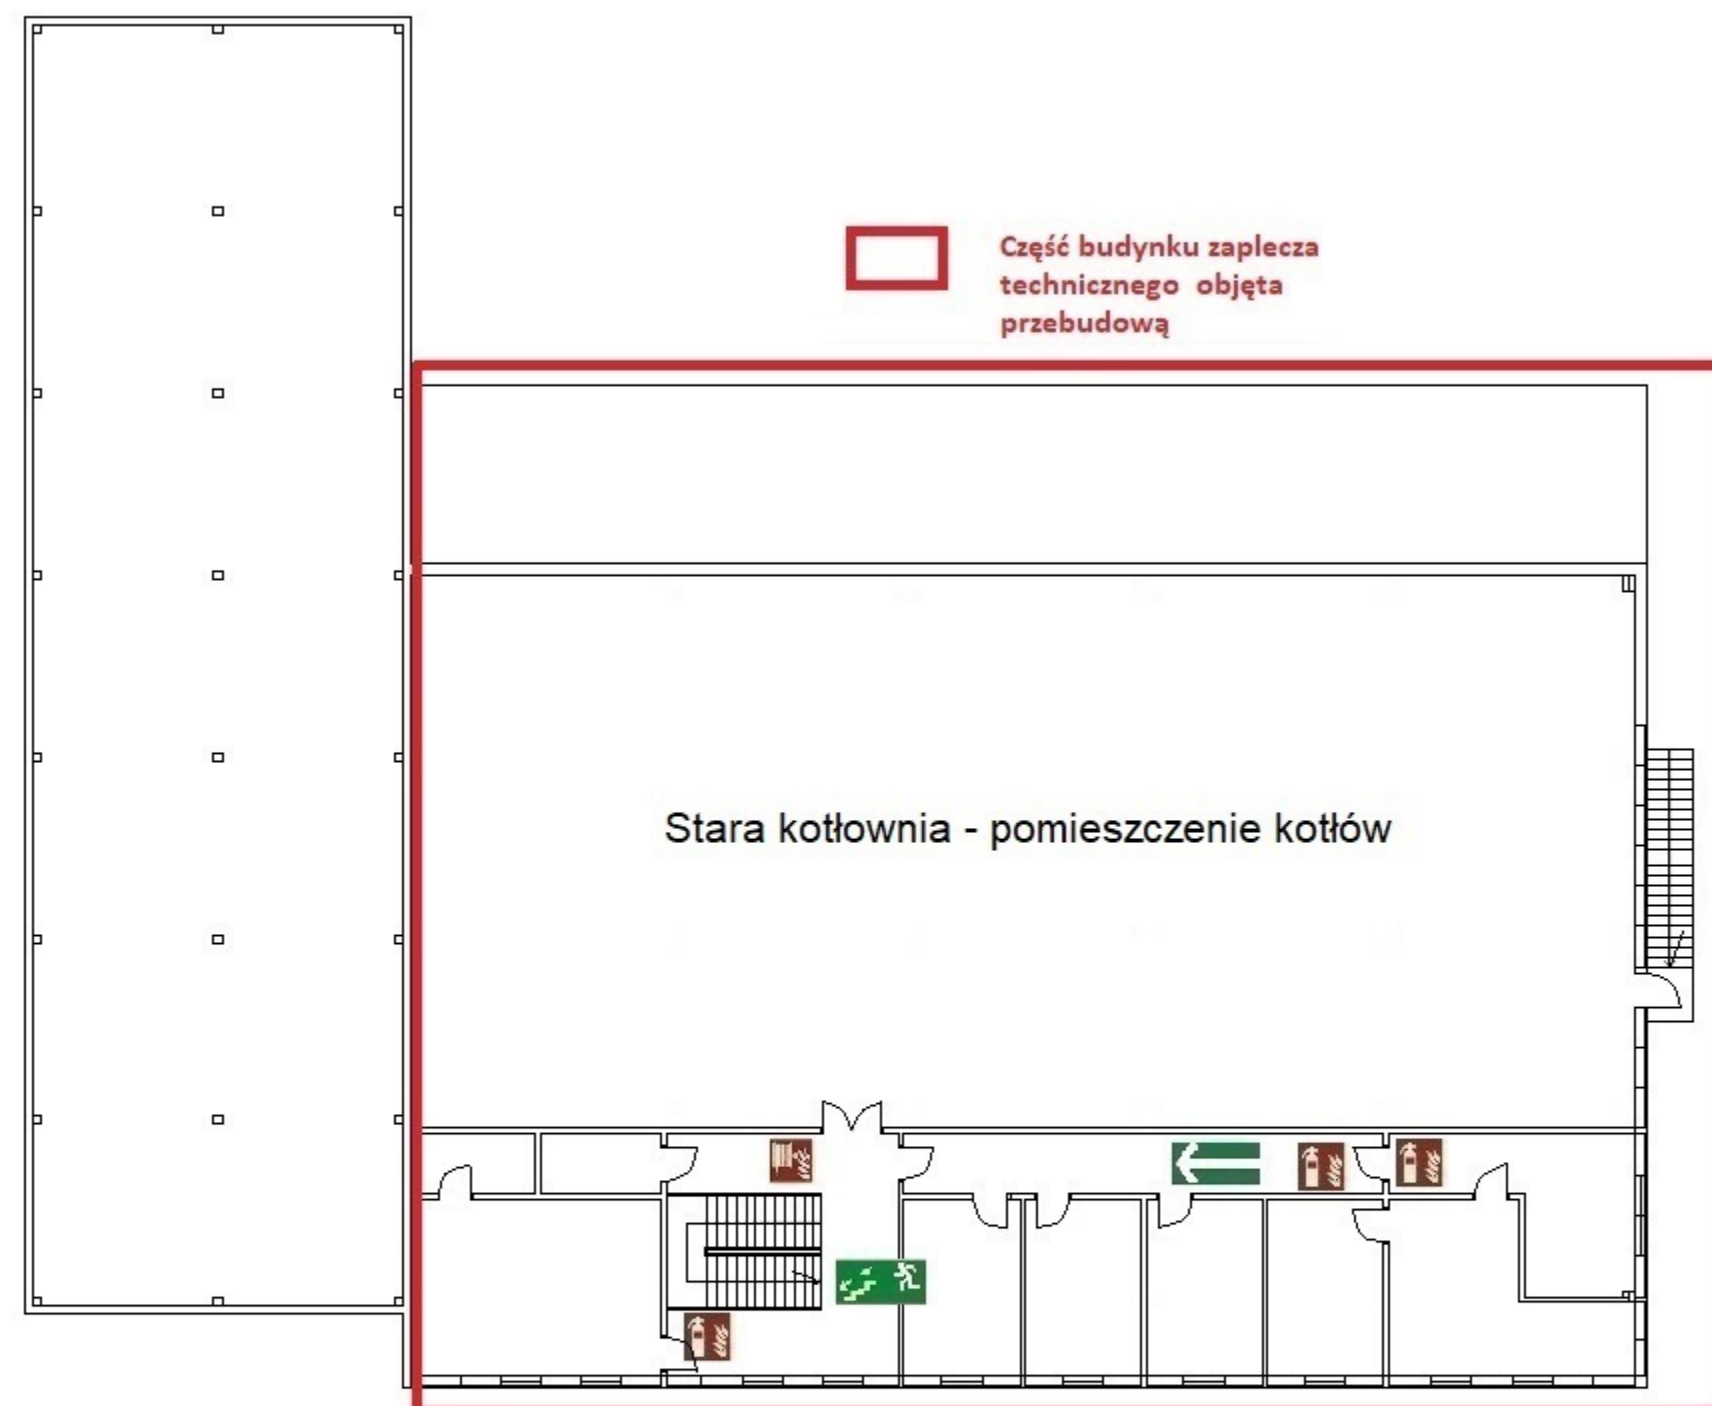 Część budynku zaplecza
technicznego objęta
przebudową
Stara kotłownia - pomieszczenie kotłów